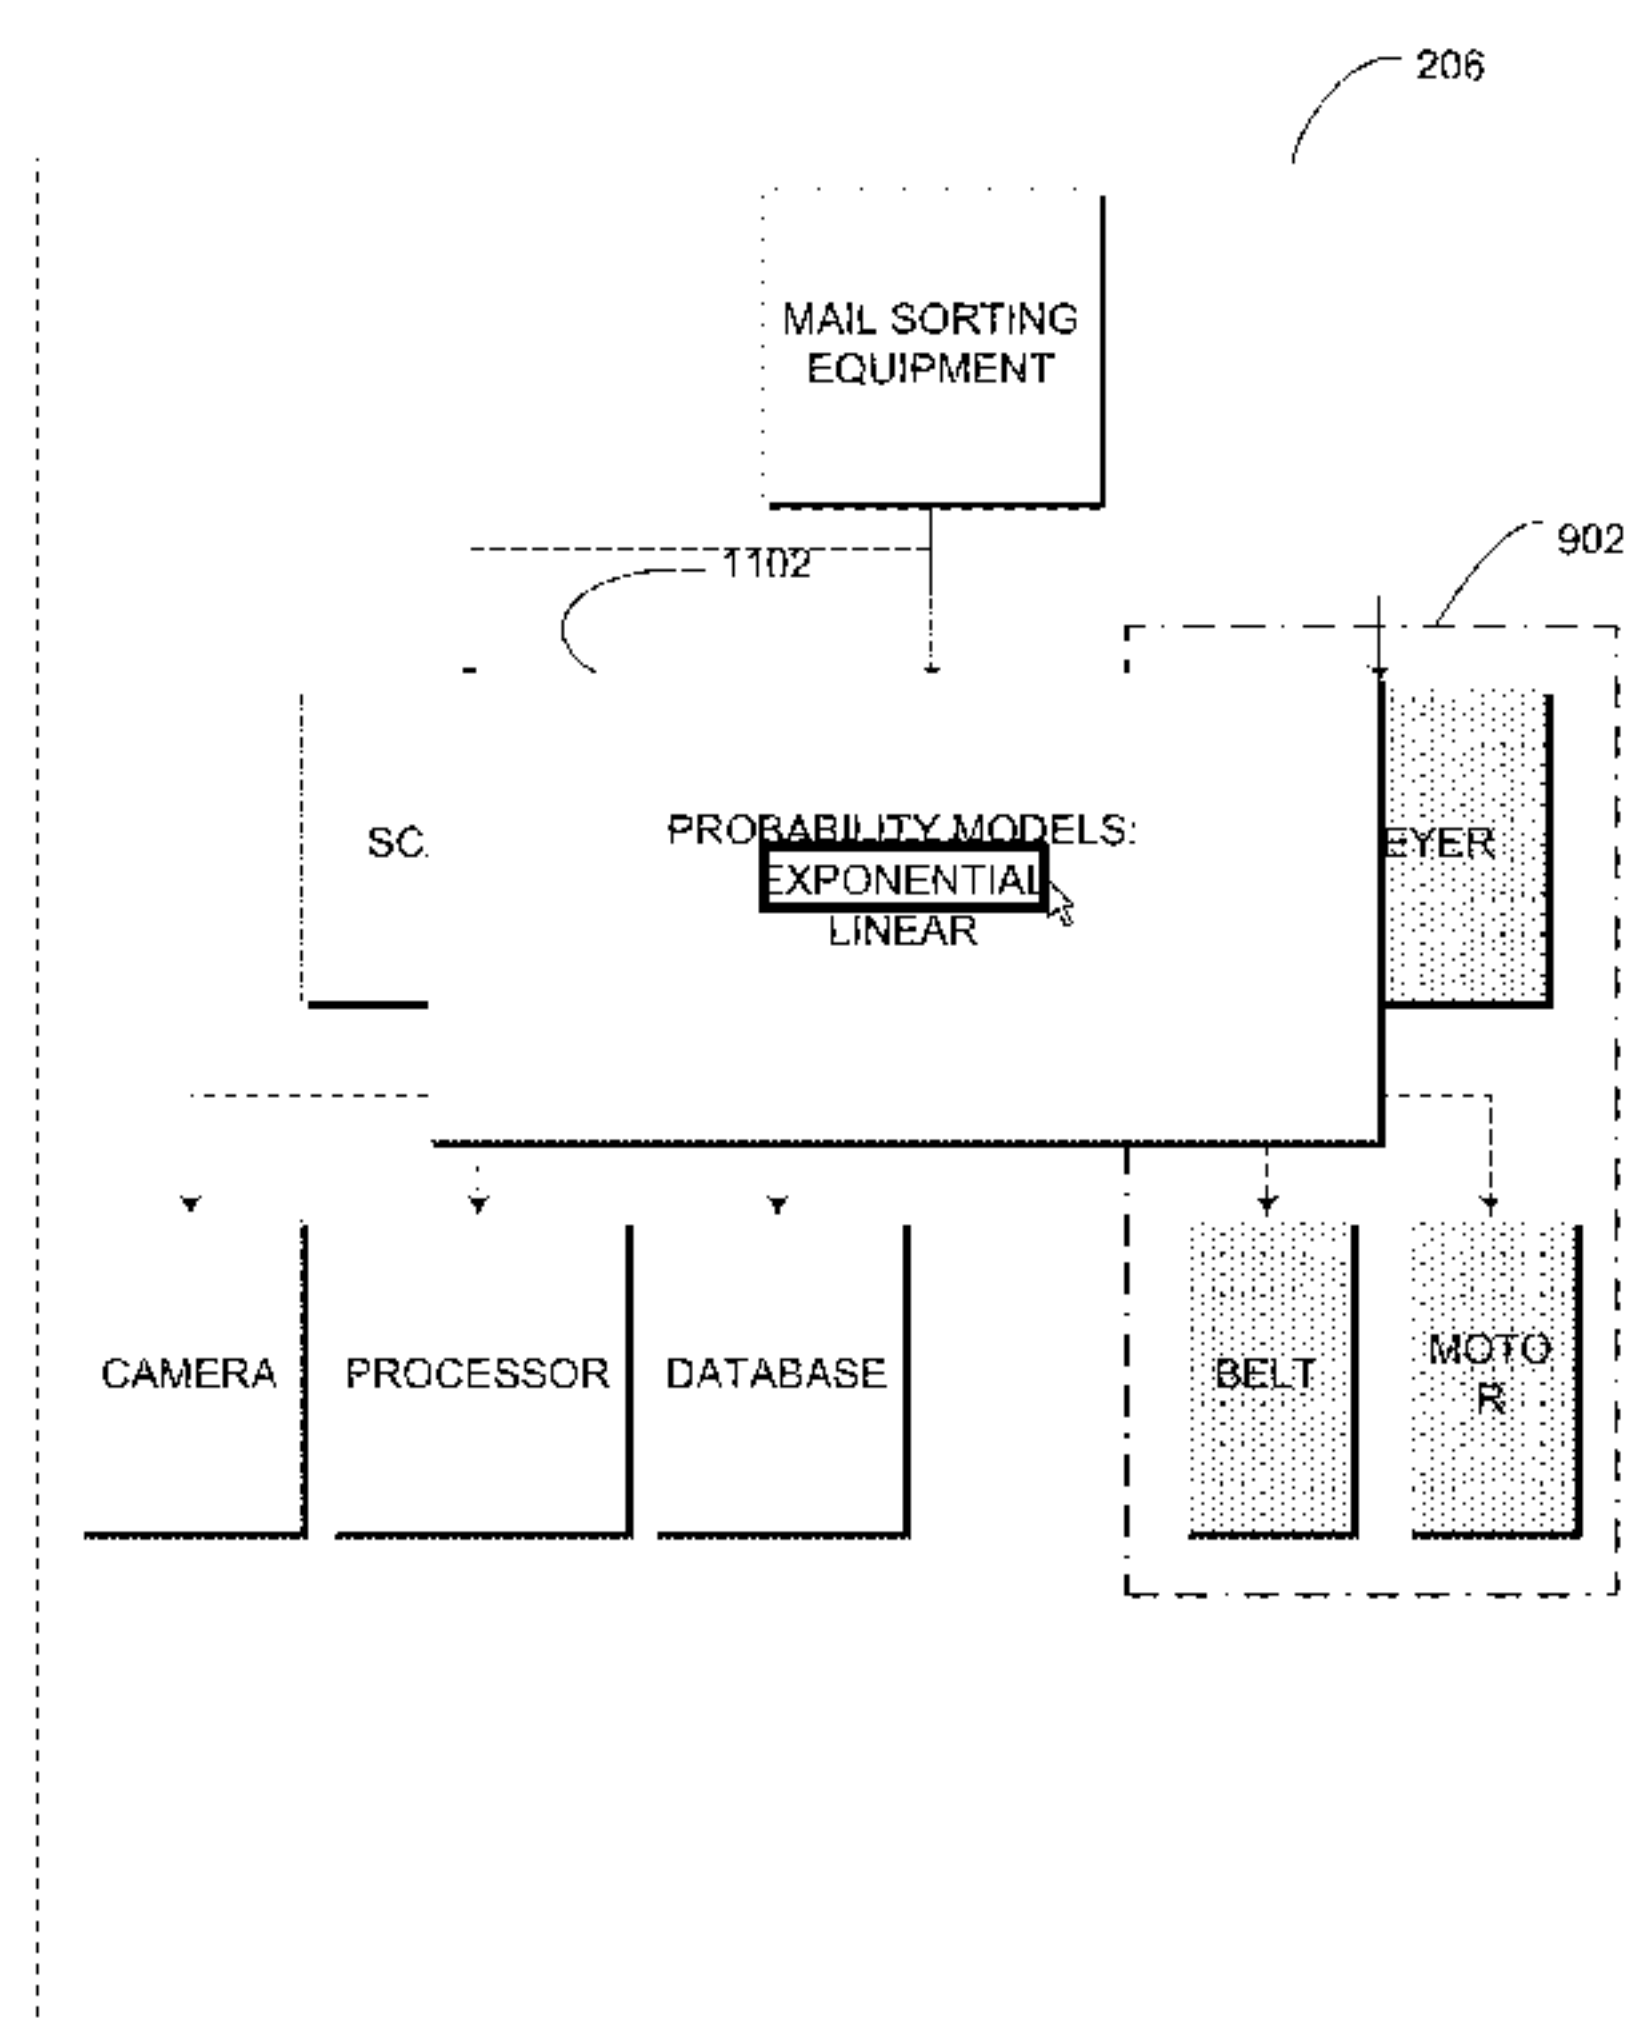 206
MAIL SORTING
EQUIPMENT
902
1102
SC
PROBABILITY MODELS:
EYER
EXPONENTIAL
LINEAR
CAMERA
PROCESSOR
DATABASE
BELT
MOTO
R